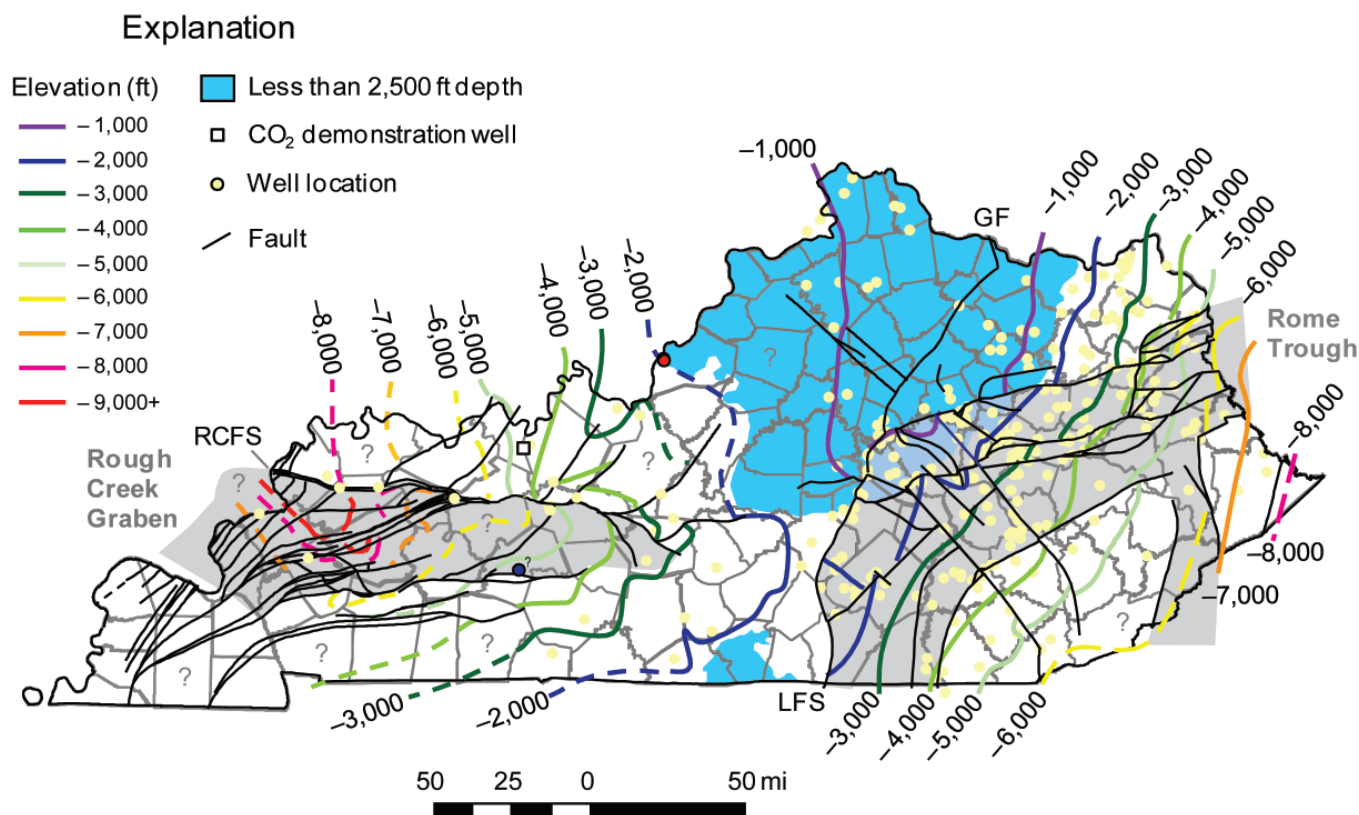 Explanation
Elevation (ft)
–1,000
–2,000
–3,000
–4,000
–5,000
–6,000
–7,000
–8,000
–9,000+
Less than 2,500 ft depth
CO₂ demonstration well
Well location
Fault
–1,000
GF
–1,000
–2,000
–3,000
–4,000
–5,000
–6,000
–8,000
–7,000
–6,000
–5,000
–4,000
–3,000
–2,000
Rome
Trough
?
RCFS
Rough
Creek
Graben
?
?
?
?
?
?
?
?
?
–8,000
–8,000
–7,000
–3,000
–2,000
LFS
–3,000
–4,000
–5,000
–6,000
50 25 0 50 mi